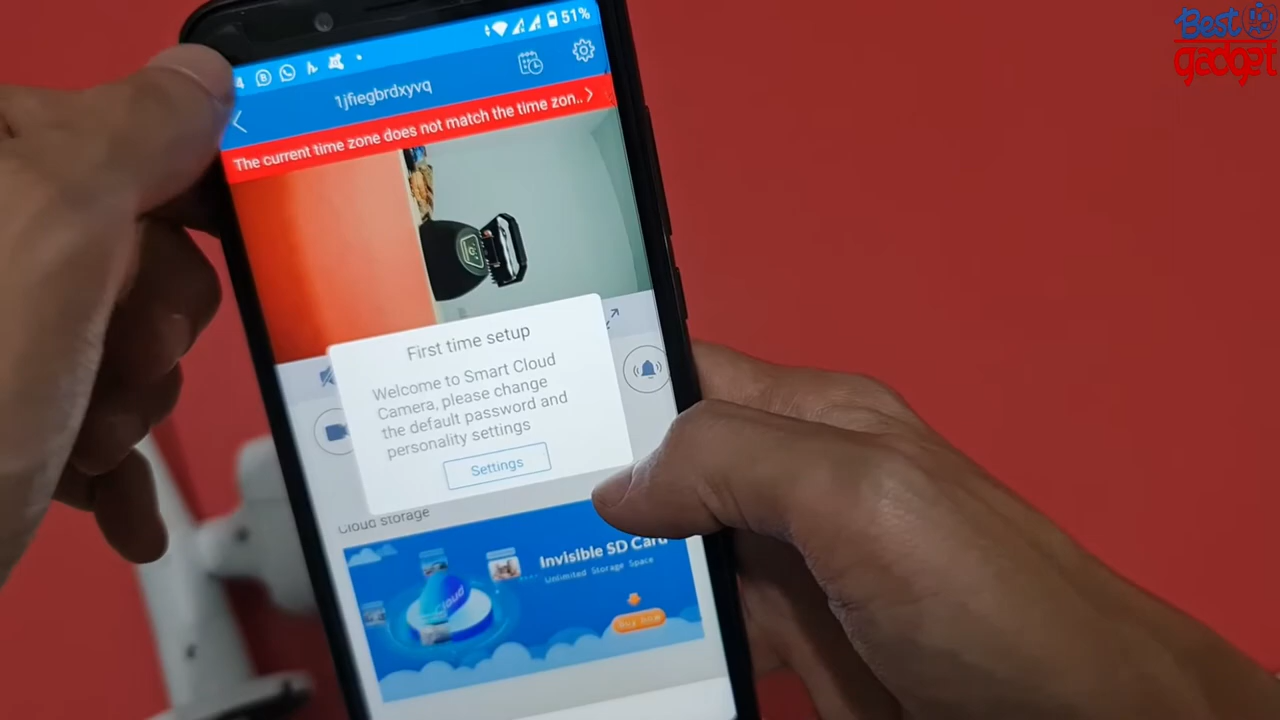 Best
gadget
51%
1jfiegbrdxyvq
The current time zone does not match the time zon..
First time setup
Welcome to Smart Cloud
Camera, please change
the default password and
personality settings
Settings
Cloud storage
Invisible SD Card
Unlimited Storage Space
Cloud
Buy now